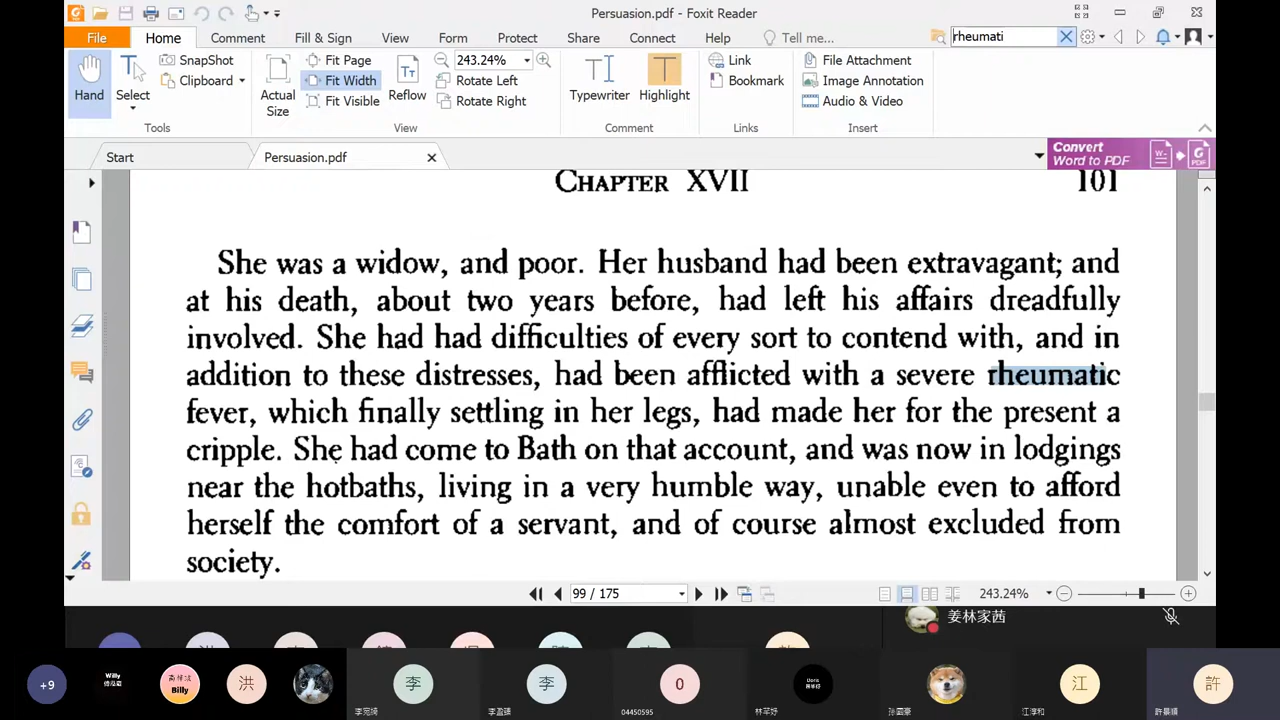 Persuasion.pdf - Foxit Reader
File Home Comment Fill & Sign View Form Protect Share Connect Help Tell me... rheumati
Hand
Select
SnapShot
Clipboard
Tools
Actual Size
Fit Page
Fit Width
Fit Visible
Reflow
243.24%
Rotate Left
Rotate Right
View
Typewriter
Highlight
Comment
Link
Bookmark
Links
File Attachment
Image Annotation
Audio & Video
Insert
Start Persuasion.pdf
Convert
Word to PDF
CHAPTER XVII 101
She was a widow, and poor. Her husband had been extravagant; and
at his death, about two years before, had left his affairs dreadfully
involved. She had had difficulties of every sort to contend with, and in
addition to these distresses, had been afflicted with a severe rheumatic
fever, which finally settling in her legs, had made her for the present a
cripple. She had come to Bath on that account, and was now in lodgings
near the hotbaths, living in a very humble way, unable even to afford
herself the comfort of a servant, and of course almost excluded from
society.
99 / 175 243.24%
姜林家茜
+9 Willy Billy 洪 李 李 0 江 許
04450595